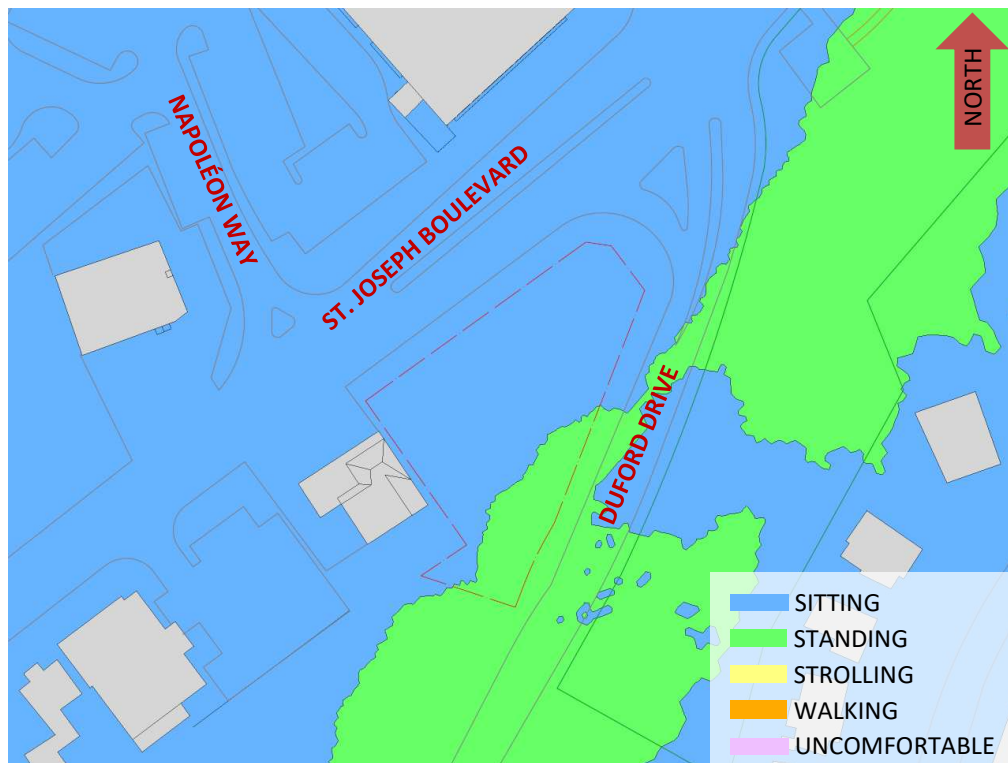 NORTH
NAPOLÉON WAY
ST. JOSEPH BOULEVARD
DUFORD DRIVE
SITTING
STANDING
STROLLING
WALKING
UNCOMFORTABLE